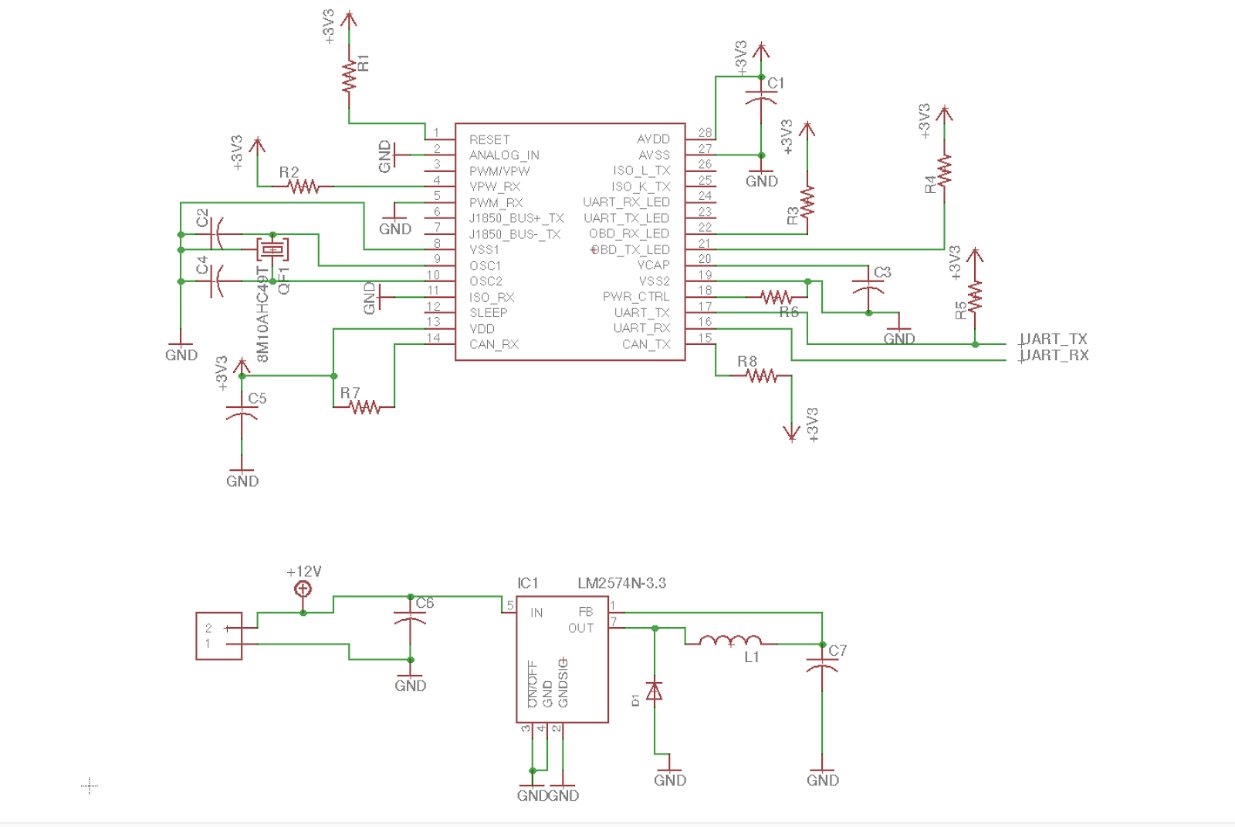 +3V3
R1
+3V3
C1
+3V3
R2
GND
1 RESET
2 ANALOG_IN
3 PWM/VPW
4 VPW_RX
5 PWM_RX
6 J1850_BUS+_TX
7 J1850_BUS-_TX
8 VSS1
9 OSC1
10 OSC2
11 ISO_RX
12 SLEEP
13 VDD
14 CAN_RX
AVDD 28
AVSS 27
ISO_L_TX 26
ISO_K_TX 25
UART_RX_LED 24
UART_TX_LED 23
OBD_RX_LED 22
OBD_TX_LED 21
VCAP 20
VSS2 19
PWR_CTRL 18
UART_TX 17
UART_RX 16
CAN_TX 15
GND
+3V3
R3
+3V3
R4
GND
C2
C4
8M10AHC49T
QF1
GND
GND
C3
R6
GND
+3V3
R5
UART_TX
UART_RX
+3V3
C5
R7
GND
R8
+3V3
+12V
2
1
C6
GND
IC1
LM2574N-3.3
5 IN
FB 1
OUT 7
ON/OFF
GND
GNDSIG
3
4
2
GND
GND
D1
GND
L1
C7
GND